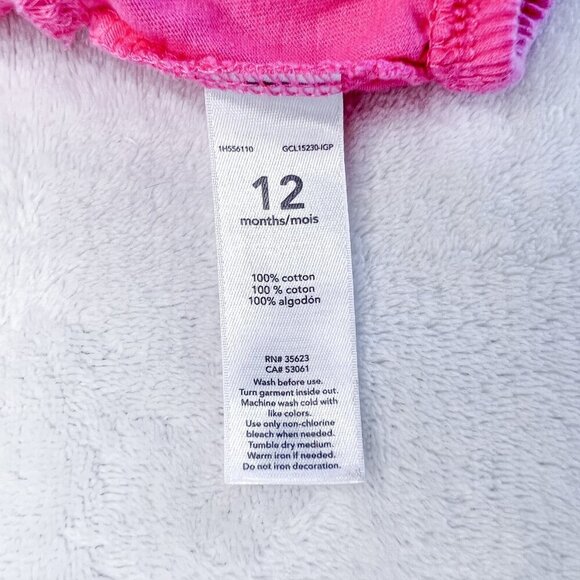 1H556110 GCL15230-IGP
12
months/mois
100% cotton
100 % coton
100% algodón
RN# 35623
CA# 53061
Wash before use.
Turn garment inside out.
Machine wash cold with
like colors.
Use only non-chlorine
bleach when needed.
Tumble dry medium.
Warm iron if needed.
Do not iron decoration.